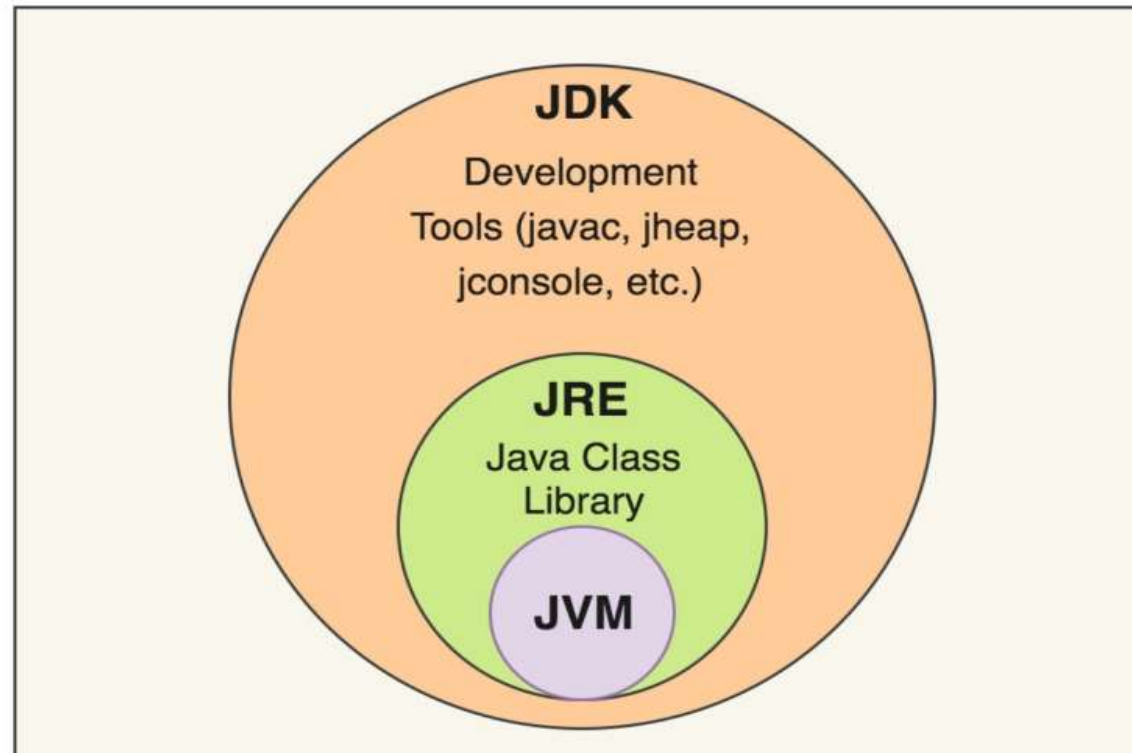 JDK
Development
Tools (javac, jheap,
jconsole, etc.)
JRE
Java Class
Library
JVM